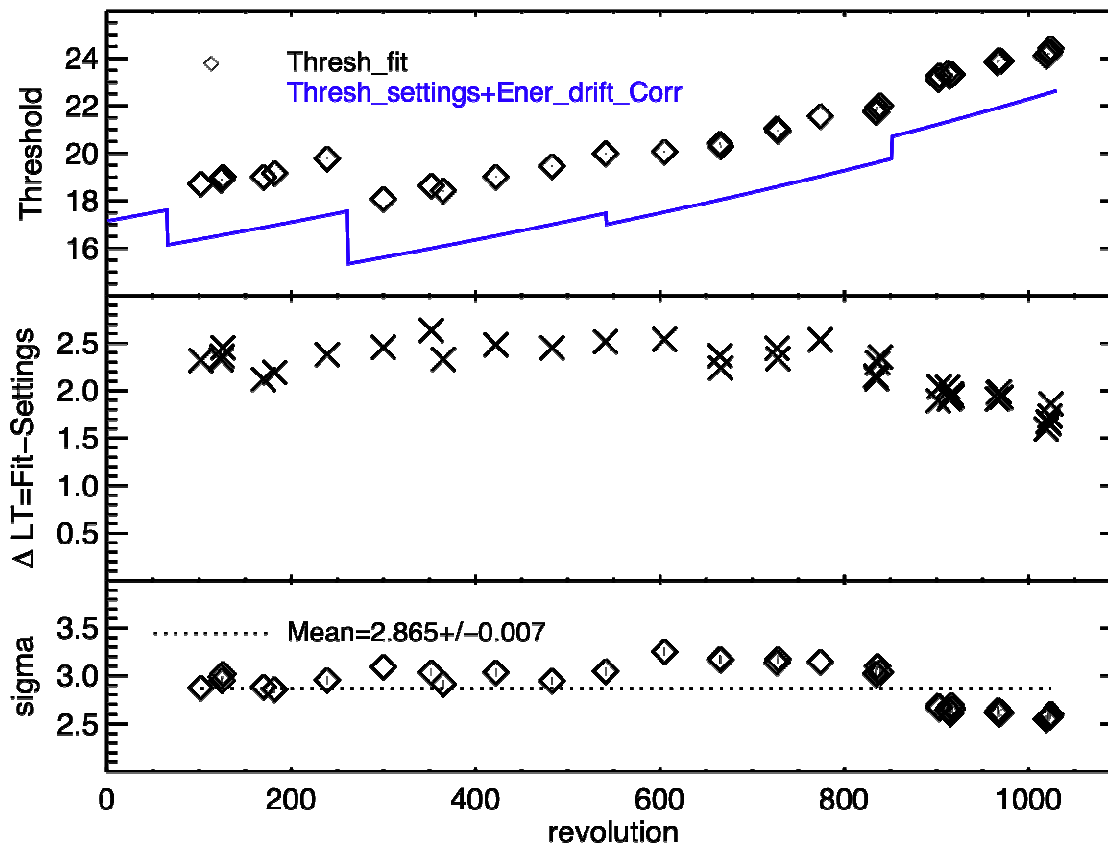 24
22
20
18
16
Threshold
Thresh_fit
Thresh_settings+Ener_drift_Corr
2.5
2.0
1.5
1.0
0.5
Δ LT=Fit−Settings
3.5
3.0
2.5
sigma
Mean=2.865+/−0.007
0 200 400 600 800 1000
revolution